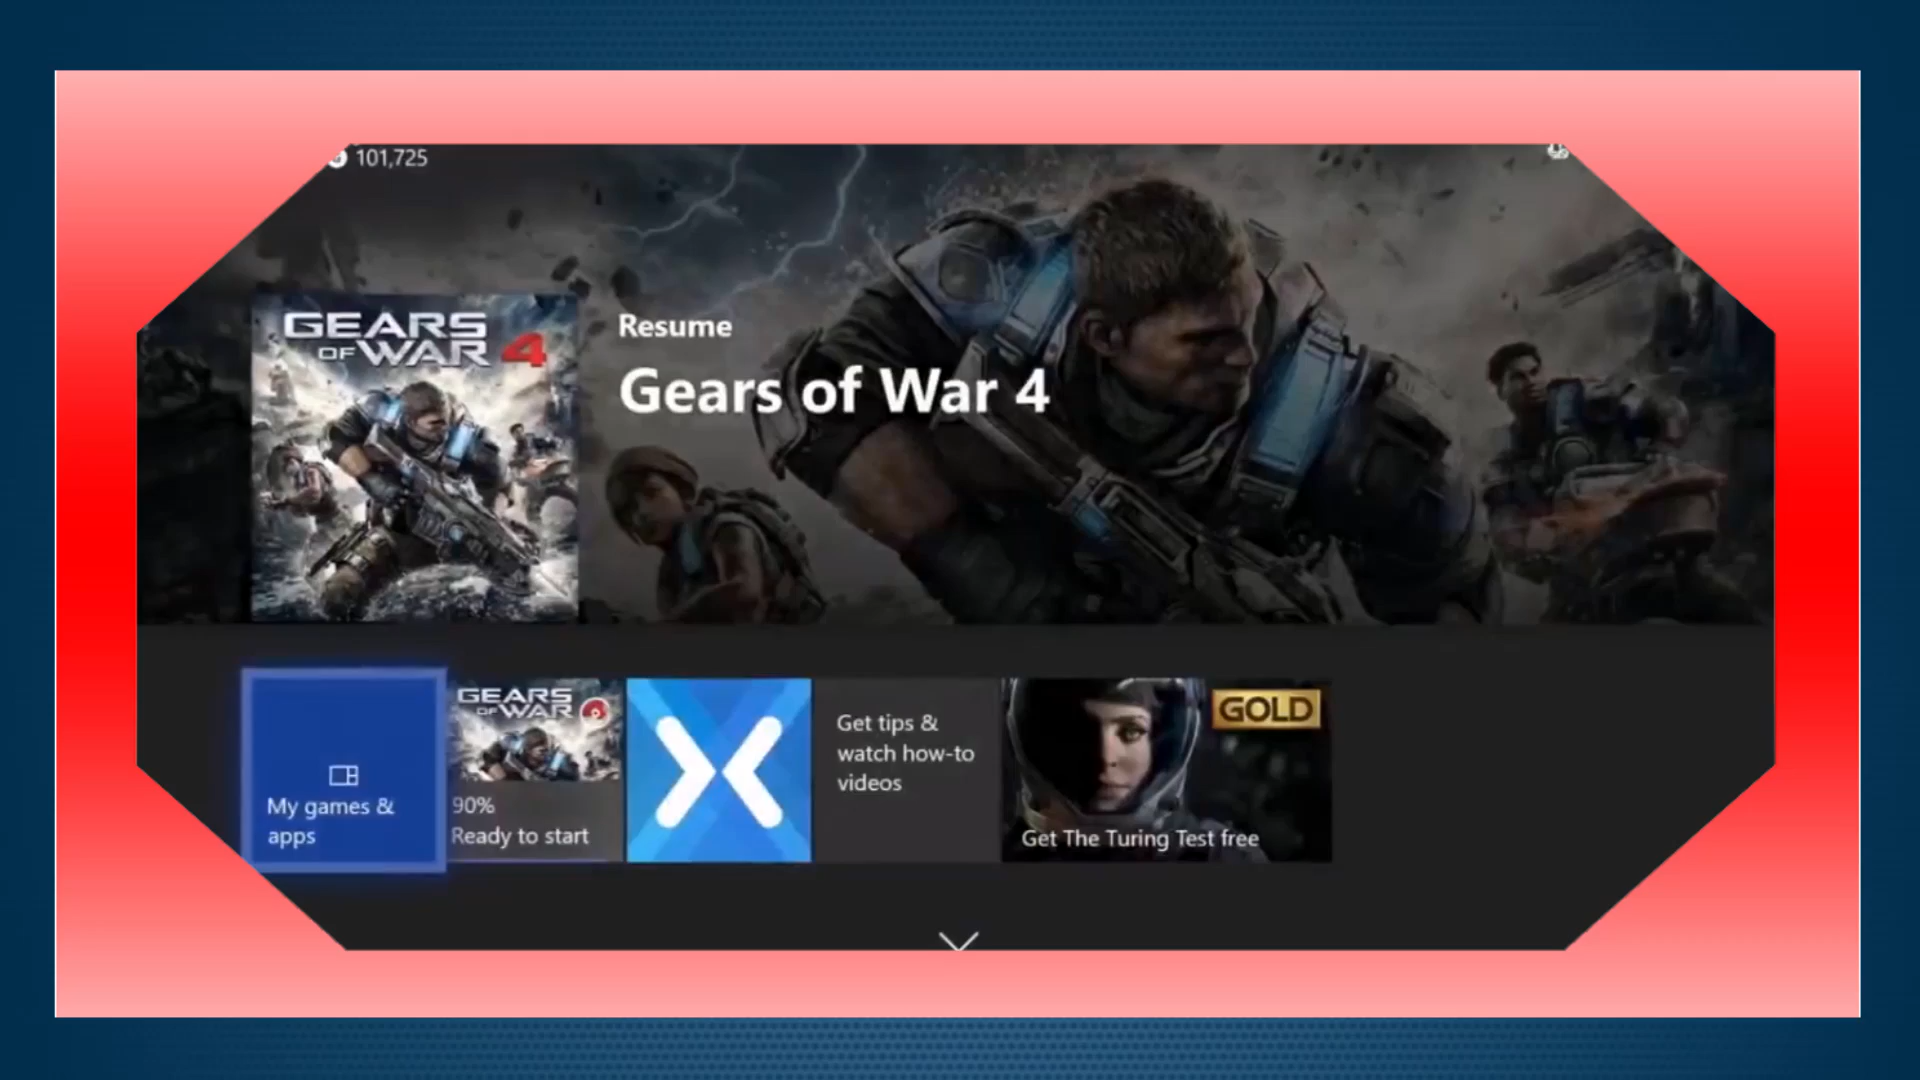 101,725
GEARS
OF WAR 4
Resume
Gears of War 4
My games &
apps
GEARS
OF WAR
90%
Ready to start
Get tips &
watch how-to
videos
GOLD
Get The Turing Test free